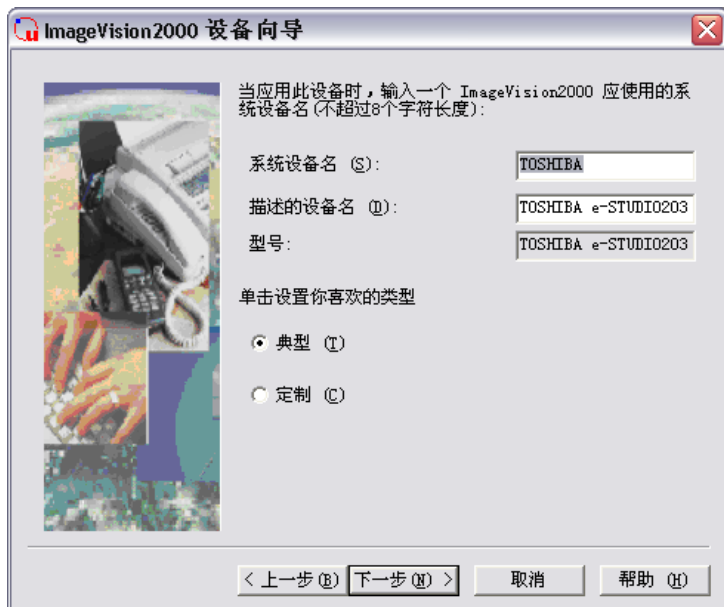 ImageVision2000 设备向导
当应用此设备时，输入一个 ImageVision2000 应使用的系
统设备名(不超过8个字符长度):
系统设备名 (S): TOSHIBA
描述的设备名 (D): TOSHIBA e-STUDIO203
型号: TOSHIBA e-STUDIO203
单击设置你喜欢的类型
典型 (T)
定制 (C)
< 上一步(B) 下一步(N) > 取消 帮助 (H)